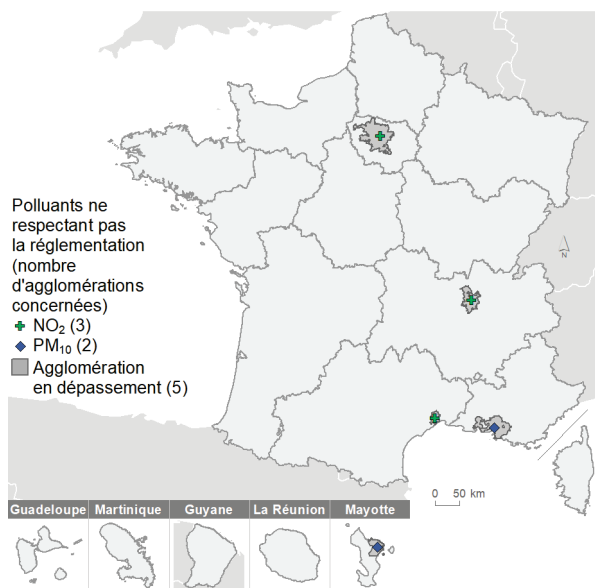 Polluants ne
respectant pas
la réglementation
(nombre
d'agglomérations
concernées)
NO₂ (3)
PM₁₀ (2)
Agglomération
en dépassement (5)
N
0 50 km
Guadeloupe Martinique Guyane La Réunion Mayotte